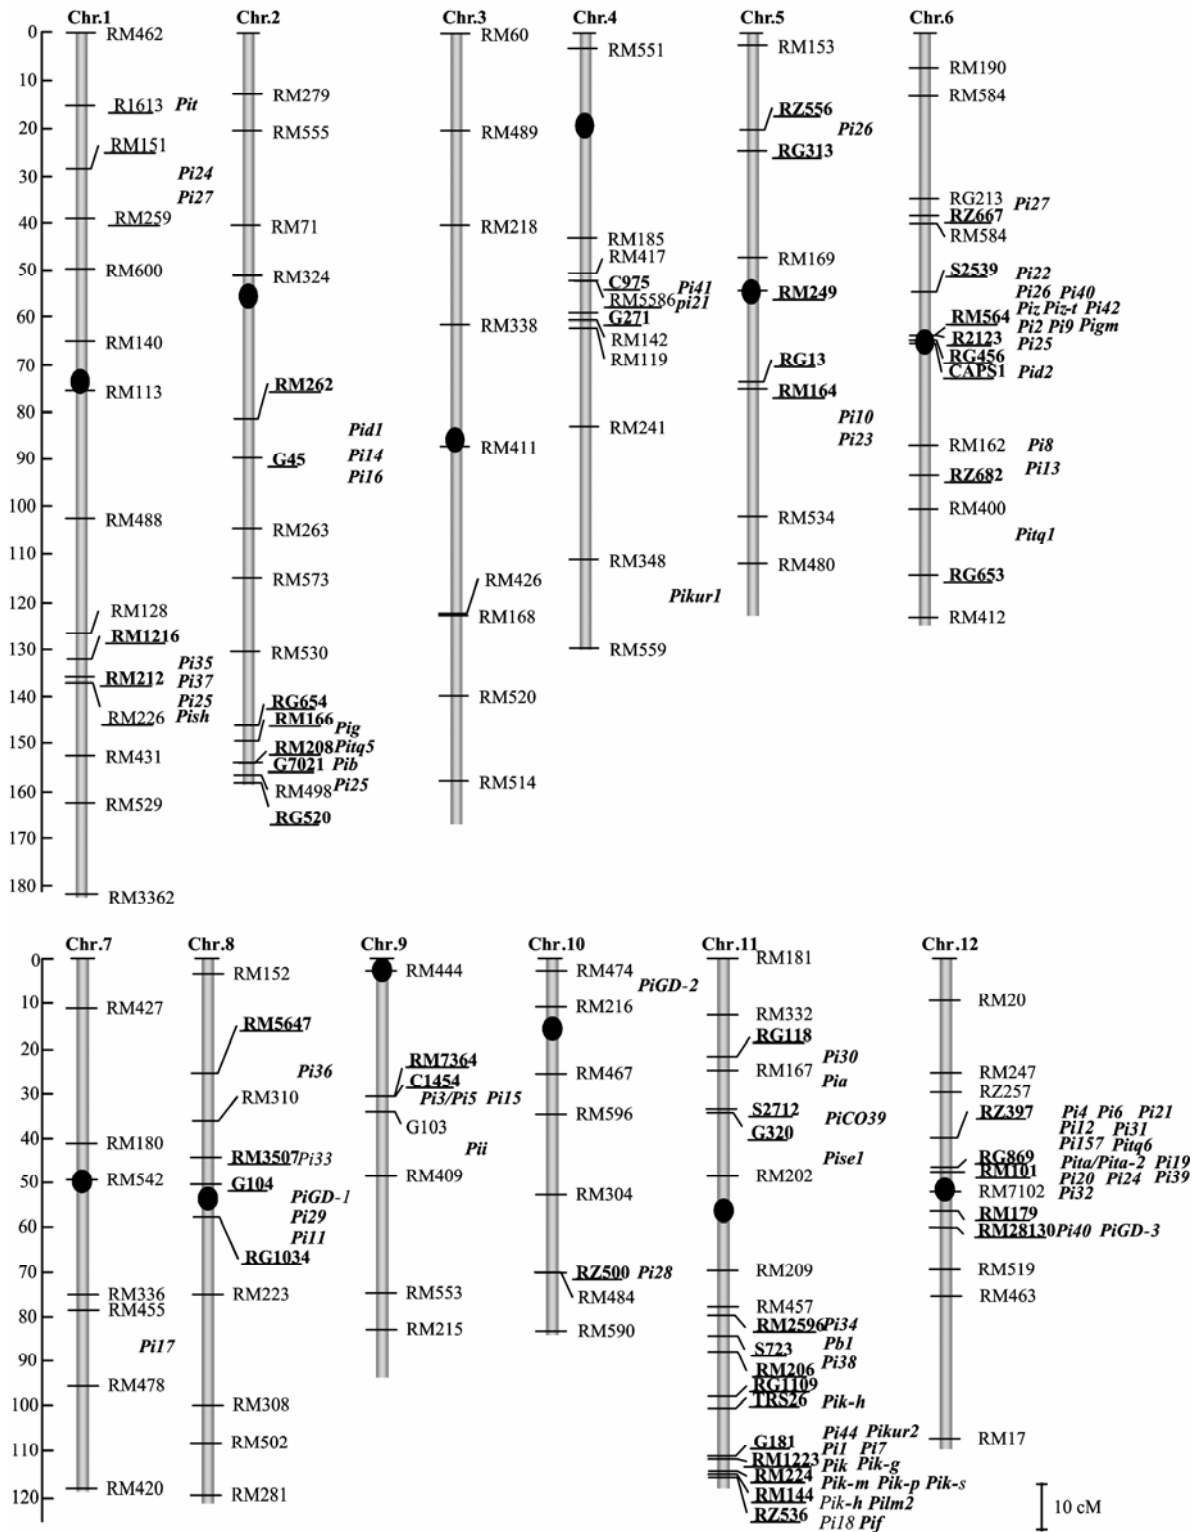 Chr.1 Chr.2 Chr.3 Chr.4 Chr.5 Chr.6
0
10
20
30
40
50
60
70
80
90
100
110
120
130
140
150
160
170
180
RM462
R1613 Pit
RM151
Pi24
Pi27
RM259
RM600
RM140
RM113
RM488
RM128
RM1216
Pi35
RM212 Pi37
Pi25
RM226 Pish
RM431
RM529
RM3362
RM279
RM555
RM71
RM324
RM262
Pid1
G45 Pi14
Pi16
RM263
RM573
RM530
RG654
RM166 Pig
RM208 Pitq5
G7021 Pib
RM498 Pi25
RG520
RM60
RM489
RM218
RM338
RM411
RM426
RM168
RM520
RM514
RM551
RM185
RM417
C975 Pi41
RM5586 pi21
G271
RM142
RM119
RM241
RM348
Pikur1
RM559
RM153
RZ556
Pi26
RG313
RM169
RM249
RG13
RM164
Pi10
Pi23
RM534
RM480
RM190
RM584
RG213 Pi27
RZ667
RM584
S2539 Pi22
Pi26 Pi40
Piz Piz-t Pi42
RM564 Pi2 Pi9 Pigm
R2123 Pi25
RG456
CAPS1 Pid2
RM162 Pi8
RZ682 Pi13
RM400
Pitq1
RG653
RM412
Chr.7 Chr.8 Chr.9 Chr.10 Chr.11 Chr.12
0
10
20
30
40
50
60
70
80
90
100
110
120
RM427
RM180
RM542
RM336
RM455
Pi17
RM478
RM420
RM152
RM5647
Pi36
RM310
RM3507 Pi33
G104 PiGD-1
Pi29
Pi11
RG1034
RM223
RM308
RM502
RM281
RM444
RM7364
C1454
Pi3/Pi5 Pi15
G103
Pii
RM409
RM553
RM215
RM474
PiGD-2
RM216
RM467
RM596
RM304
RZ500 Pi28
RM484
RM590
RM181
RM332
RG118
Pi30
RM167
Pia
S2712 PiCO39
G320
Pise1
RM202
RM209
RM457
RM2596 Pi34
Pb1
S723
Pi38
RM206
RG1109
TRS26 Pik-h
Pi44 Pikur2
G181 Pi1 Pi7
RM1223 Pik Pik-g
RM224 Pik-m Pik-p Pik-s
RM144 Pik-h Pilm2
RZ536 Pi18 Pif
RM20
RM247
RZ257
RZ397 Pi4 Pi6 Pi21
Pi12 Pi31
Pi157 Pitq6
RG869 Pita/Pita-2 Pi19
RM101 Pi20 Pi24 Pi39
RM7102 Pi32
RM179
RM28130 Pi40 PiGD-3
RM519
RM463
RM17
10 cM